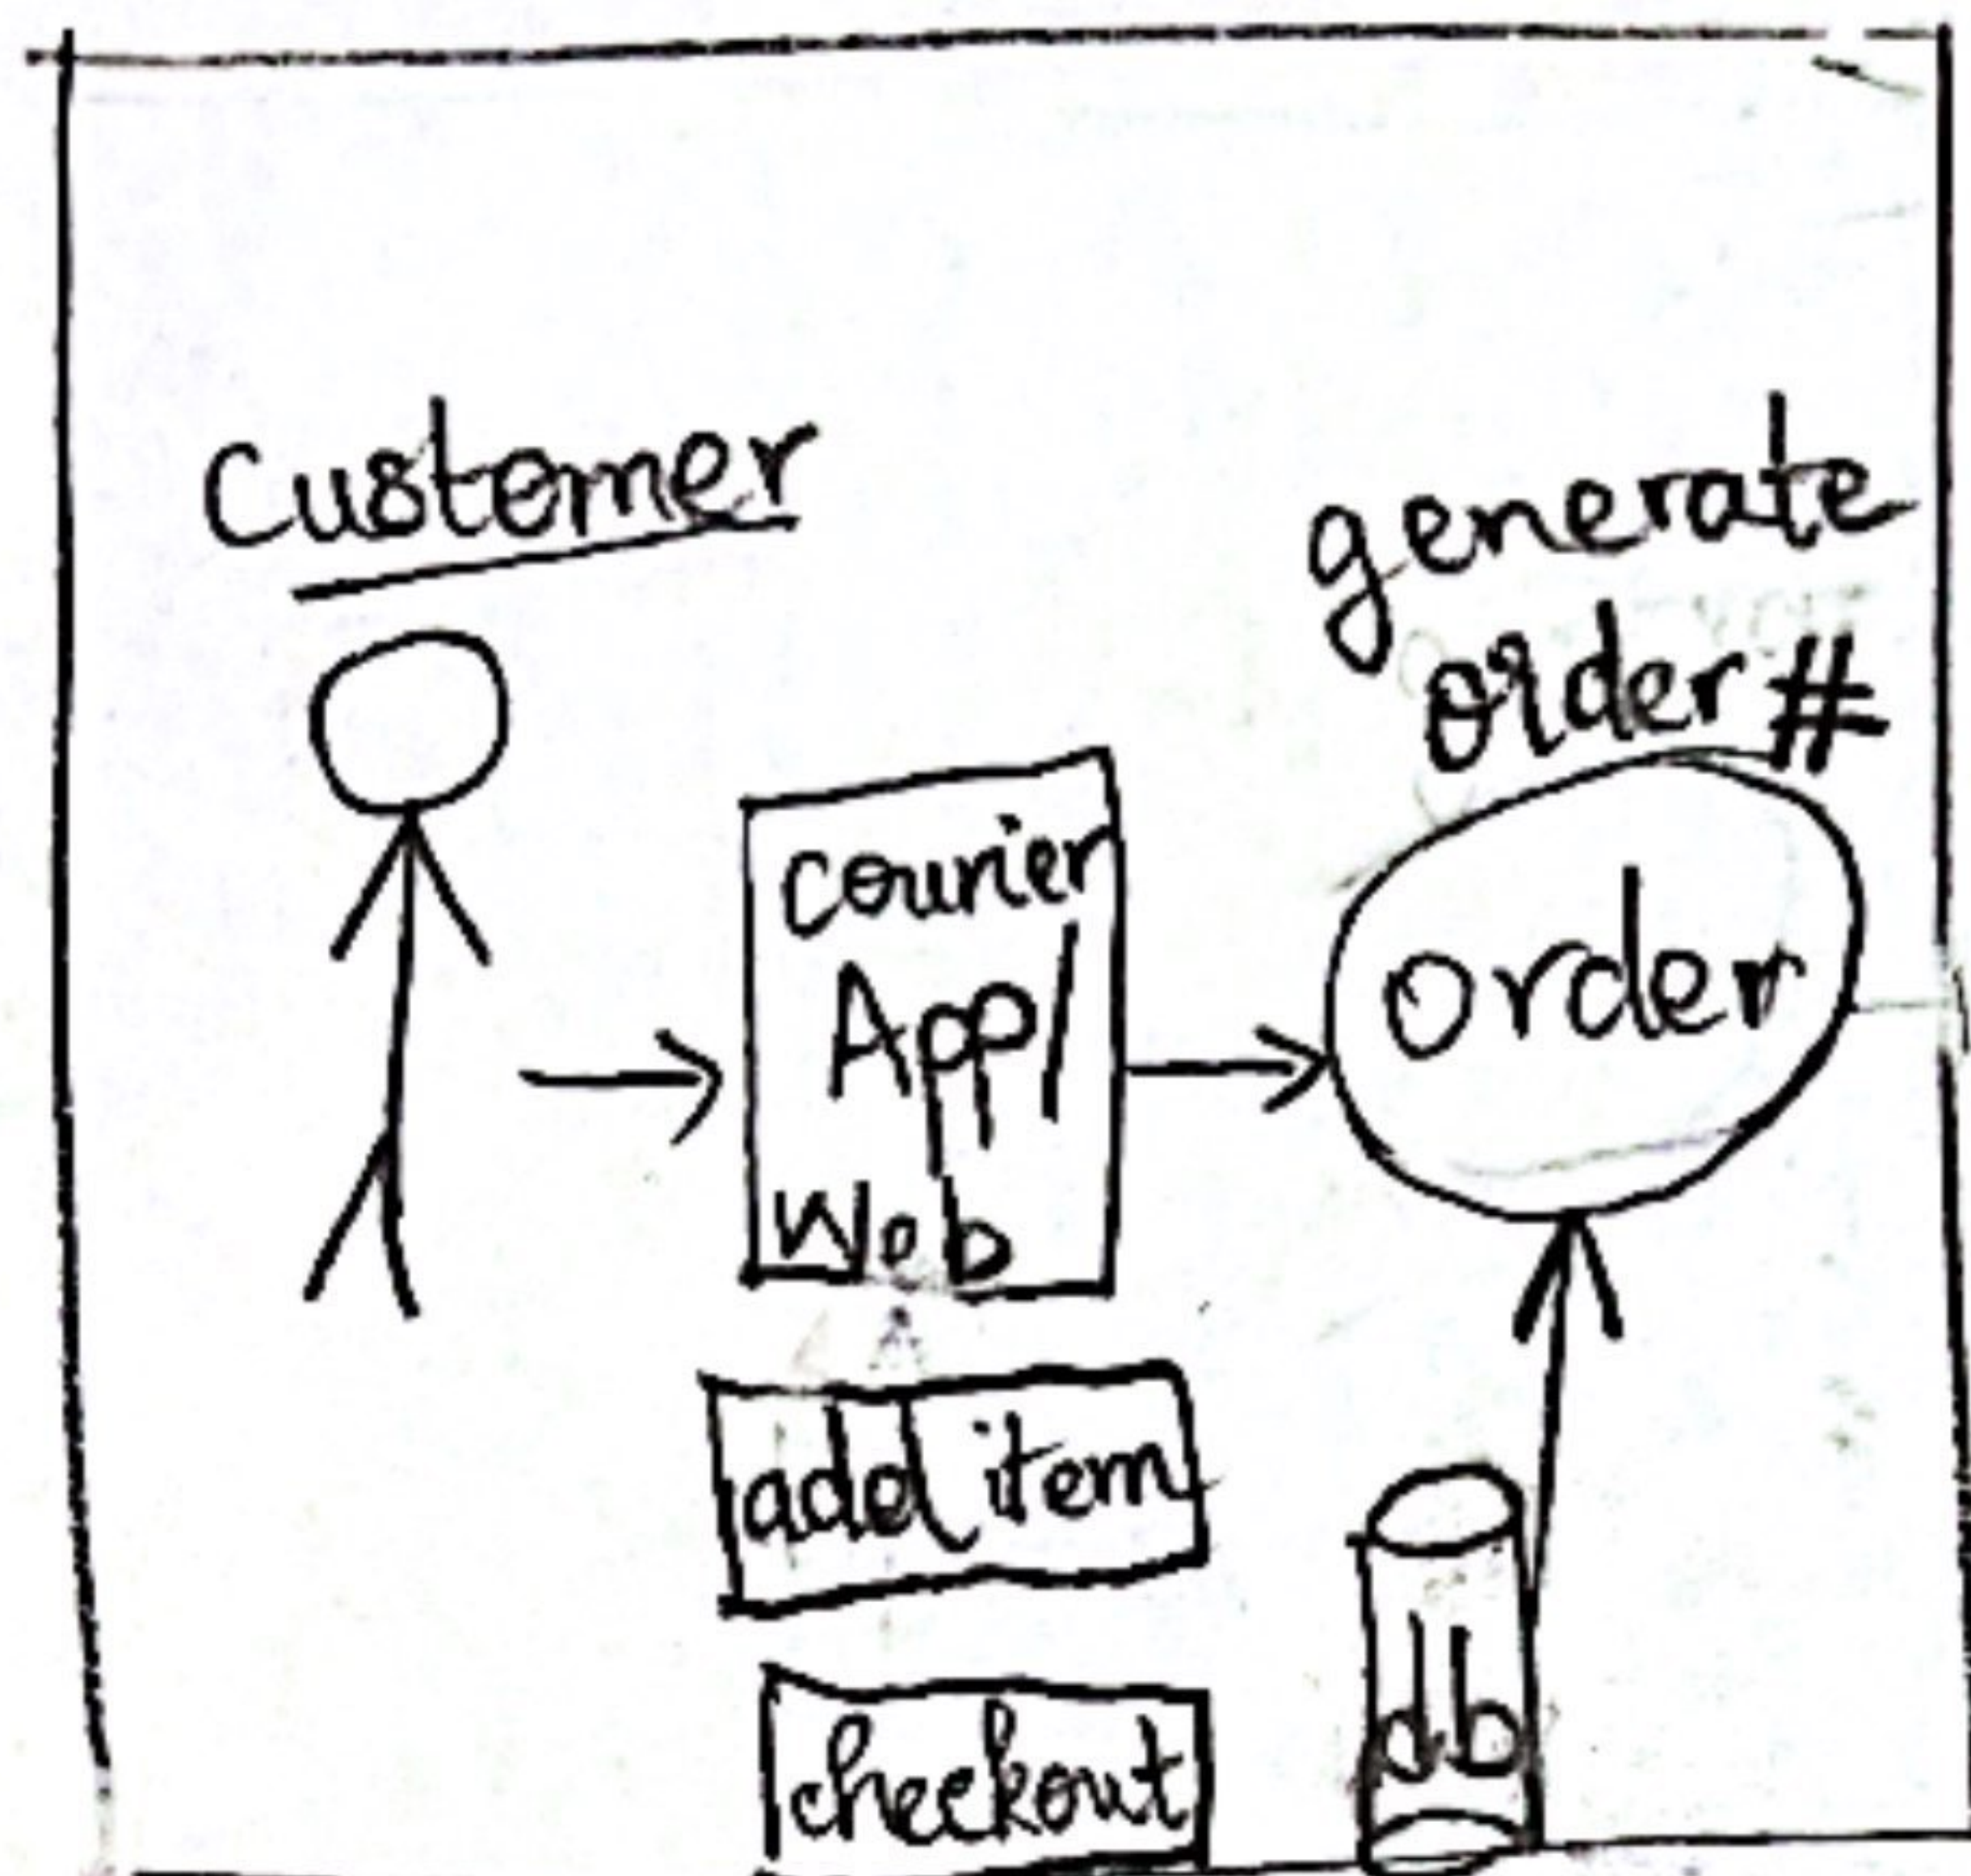 Customer
generate
order #
courier
App/
Web
order
add item
checkout
db